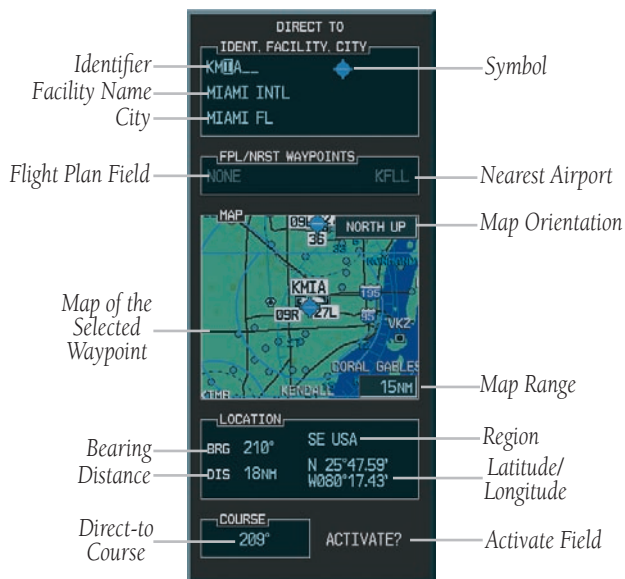 DIRECT TO
IDENT, FACILITY, CITY
Identifier
KMIA__
Symbol
Facility Name
MIAMI INTL
City
MIAMI FL
FPL/NRST WAYPOINTS
Flight Plan Field
NONE
KFLL
Nearest Airport
MAP
NORTH UP
Map Orientation
36
KMIA
195
09R
27L
95
VKZ
Map of the
Selected
Waypoint
CORAL GABLES
KENDALL
KTMB
15NM
Map Range
LOCATION
Bearing
BRG 210°
SE USA
Region
Distance
DIS 18NM
N 25°47.59'
W080°17.43'
Latitude/
Longitude
COURSE
Direct-to
Course
209°
ACTIVATE?
Activate Field